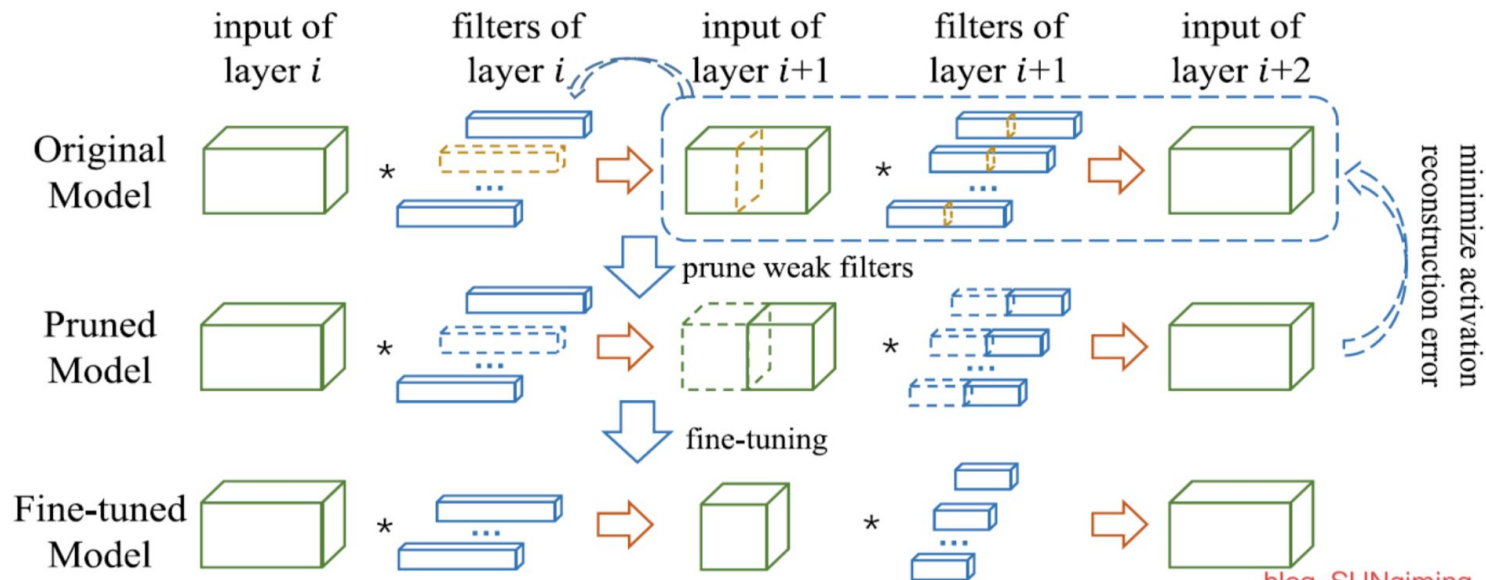 input of
layer i
filters of
layer i
input of
layer i+1
filters of
layer i+1
input of
layer i+2
Original
Model
*
...
*
...
minimize activation
reconstruction error
prune weak filters
Pruned
Model
*
...
*
...
fine-tuning
Fine-tuned
Model
*
...
*
...